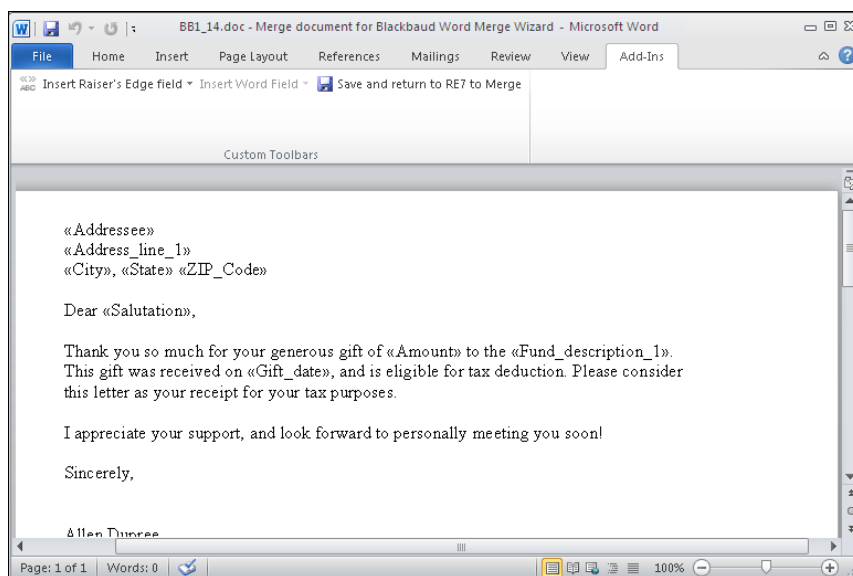 BB1_14.doc - Merge document for Blackbaud Word Merge Wizard - Microsoft Word
File Home Insert Page Layout References Mailings Review View Add-Ins
«»
ABC Insert Raiser's Edge field Insert Word Field Save and return to RE7 to Merge
Custom Toolbars
«Addressee»
«Address_line_1»
«City», «State» «ZIP_Code»
Dear «Salutation»,
Thank you so much for your generous gift of «Amount» to the «Fund_description_1».
This gift was received on «Gift_date», and is eligible for tax deduction. Please consider
this letter as your receipt for your tax purposes.
I appreciate your support, and look forward to personally meeting you soon!
Sincerely,
Allen Dupree
Page: 1 of 1 Words: 0 100%